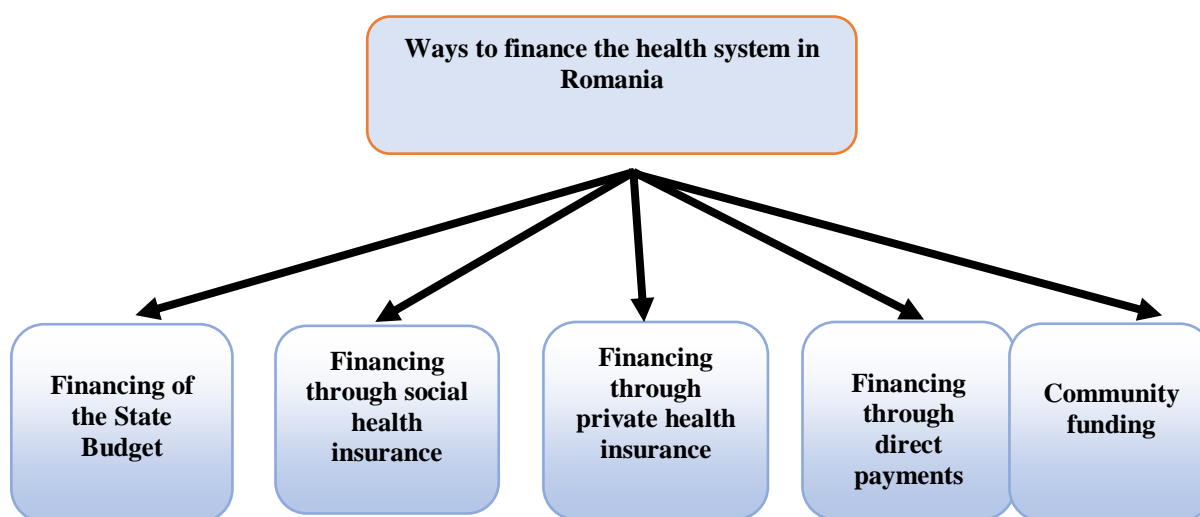 Ways to finance the health system in
Romania
Financing of
the State
Budget
Financing
through social
health
insurance
Financing
through
private health
insurance
Financing
through
direct
payments
Community
funding